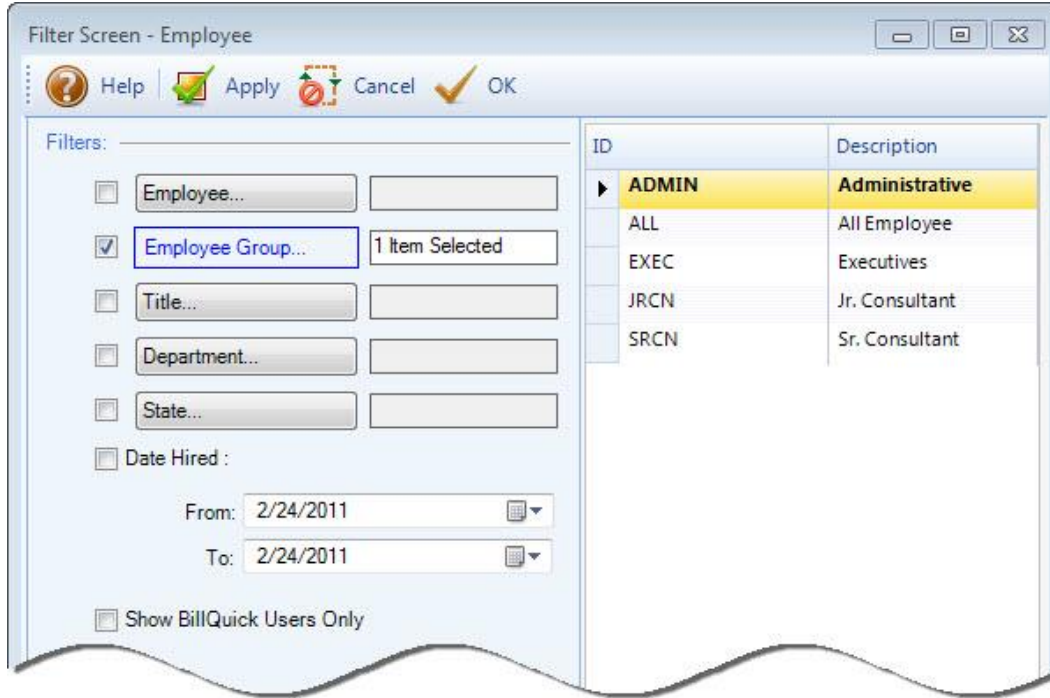 Filter Screen - Employee
Help Apply Cancel OK
Filters:
Employee...
Employee Group... 1 Item Selected
Title...
Department...
State...
Date Hired :
From: 2/24/2011
To: 2/24/2011
Show BillQuick Users Only
ID Description
ADMIN Administrative
ALL All Employee
EXEC Executives
JRCN Jr. Consultant
SRCN Sr. Consultant